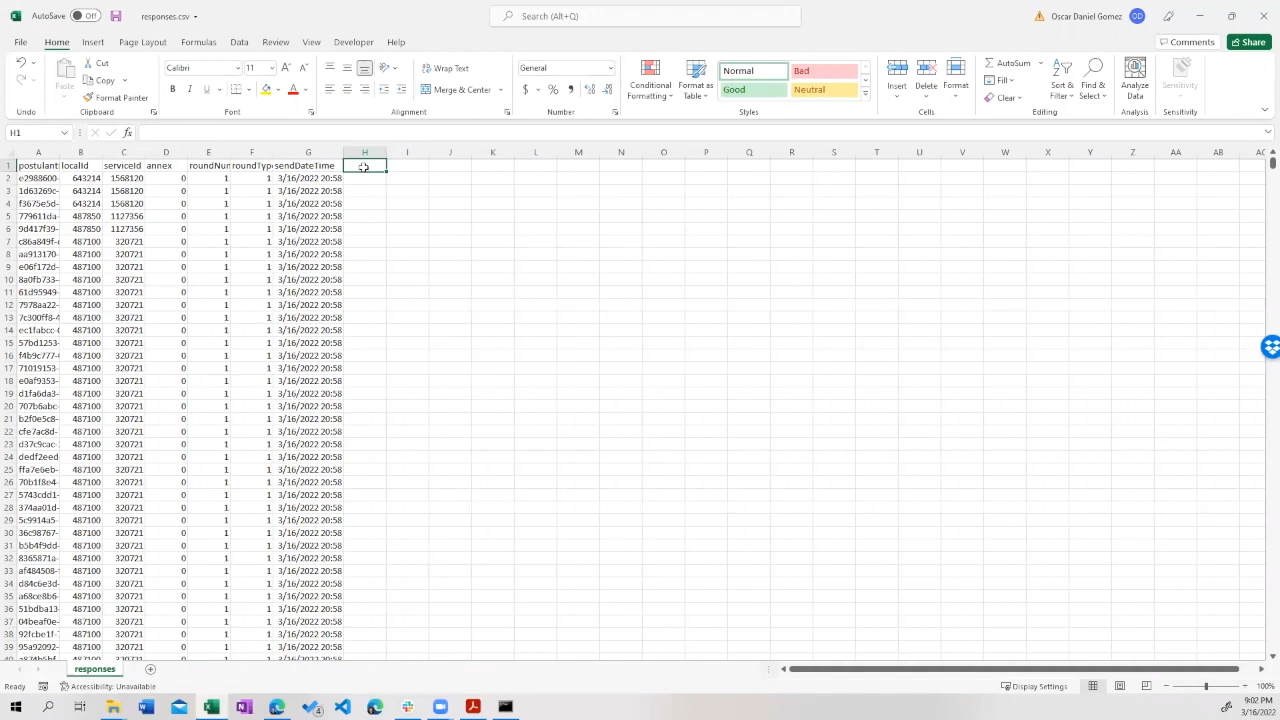 AutoSave Off responses.csv Search (Alt+Q) Oscar Daniel Gomez OD
File Home Insert Page Layout Formulas Data Review View Developer Help Comments Share
Cut Copy Format Painter Paste
Calibri 11 Wrap Text General Normal Bad
Merge & Center Good Neutral
Conditional Formatting Format as Table Insert Delete Format AutoSum Fill Clear Sort & Filter Find & Select Analyze Data Sensitivity
Undo Clipboard Font Alignment Number Styles Cells Editing Analysis Sensitivity
H1 fx
A B C D E F G H I J K L M N O P Q R S T U V W X Y Z AA AB
1 postulant localId serviceId annex roundNur roundType sendDateTime
2 e2988600- 643214 1568120 0 1 1 3/16/2022 20:58
3 1d63269c- 643214 1568120 0 1 1 3/16/2022 20:58
4 f3675e5d- 643214 1568120 0 1 1 3/16/2022 20:58
5 779611da- 487850 1127356 0 1 1 3/16/2022 20:58
6 9d417f39- 487850 1127356 0 1 1 3/16/2022 20:58
7 c86a849f- 487100 320721 0 1 1 3/16/2022 20:58
8 aa913170- 487100 320721 0 1 1 3/16/2022 20:58
9 e06f172d- 487100 320721 0 1 1 3/16/2022 20:58
10 8a0fb733- 487100 320721 0 1 1 3/16/2022 20:58
11 61d95949- 487100 320721 0 1 1 3/16/2022 20:58
12 7978aa22- 487100 320721 0 1 1 3/16/2022 20:58
13 7c300ff8-4 487100 320721 0 1 1 3/16/2022 20:58
14 ec1fabcc- 487100 320721 0 1 1 3/16/2022 20:58
15 57bd1253- 487100 320721 0 1 1 3/16/2022 20:58
16 f4b9c777- 487100 320721 0 1 1 3/16/2022 20:58
17 71019153- 487100 320721 0 1 1 3/16/2022 20:58
18 e0af9353- 487100 320721 0 1 1 3/16/2022 20:58
19 d1fa6da3- 487100 320721 0 1 1 3/16/2022 20:58
20 707b6abc- 487100 320721 0 1 1 3/16/2022 20:58
21 b2f0e5c8- 487100 320721 0 1 1 3/16/2022 20:58
22 cfe7ac8d- 487100 320721 0 1 1 3/16/2022 20:58
23 d37c9cac- 487100 320721 0 1 1 3/16/2022 20:58
24 dedf2eed- 487100 320721 0 1 1 3/16/2022 20:58
25 ffa7e6eb- 487100 320721 0 1 1 3/16/2022 20:58
26 70b1f8e4- 487100 320721 0 1 1 3/16/2022 20:58
27 5743cdd1- 487100 320721 0 1 1 3/16/2022 20:58
28 374aa01d- 487100 320721 0 1 1 3/16/2022 20:58
29 5c9914a5- 487100 320721 0 1 1 3/16/2022 20:58
30 36c98767- 487100 320721 0 1 1 3/16/2022 20:58
31 b5b4f9dd- 487100 320721 0 1 1 3/16/2022 20:58
32 8365871a- 487100 320721 0 1 1 3/16/2022 20:58
33 af484508- 487100 320721 0 1 1 3/16/2022 20:58
34 d84c6e3d- 487100 320721 0 1 1 3/16/2022 20:58
35 a68ce8b6- 487100 320721 0 1 1 3/16/2022 20:58
36 51bdba13- 487100 320721 0 1 1 3/16/2022 20:58
37 04beaf0e- 487100 320721 0 1 1 3/16/2022 20:58
38 92fcbe1f- 487100 320721 0 1 1 3/16/2022 20:58
39 95a92092- 487100 320721 0 1 1 3/16/2022 20:58
responses
Ready Accessibility: Unavailable Display Settings 100%
9:02 PM
3/16/2022